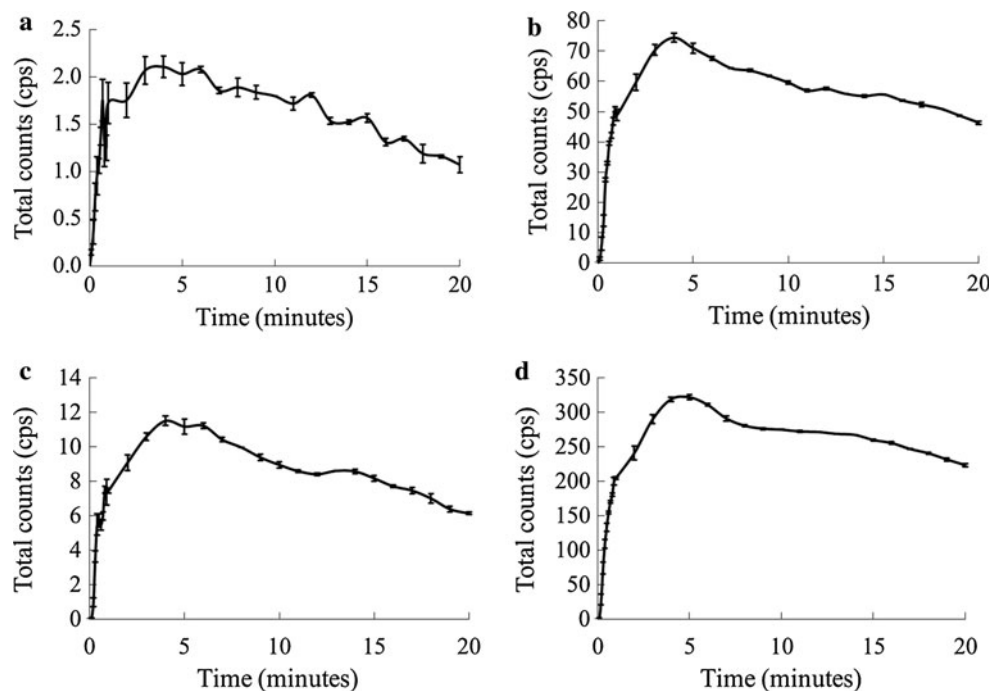 a
Total counts (cps)
2.5
2.0
1.5
1.0
0.5
0.0
0 5 10 15 20
Time (minutes)
b
Total counts (cps)
80
70
60
50
40
30
20
10
0
0 5 10 15 20
Time (minutes)
c
Total counts (cps)
14
12
10
8
6
4
2
0
0 5 10 15 20
Time (minutes)
d
Total counts (cps)
350
300
250
200
150
100
50
0
0 5 10 15 20
Time (minutes)